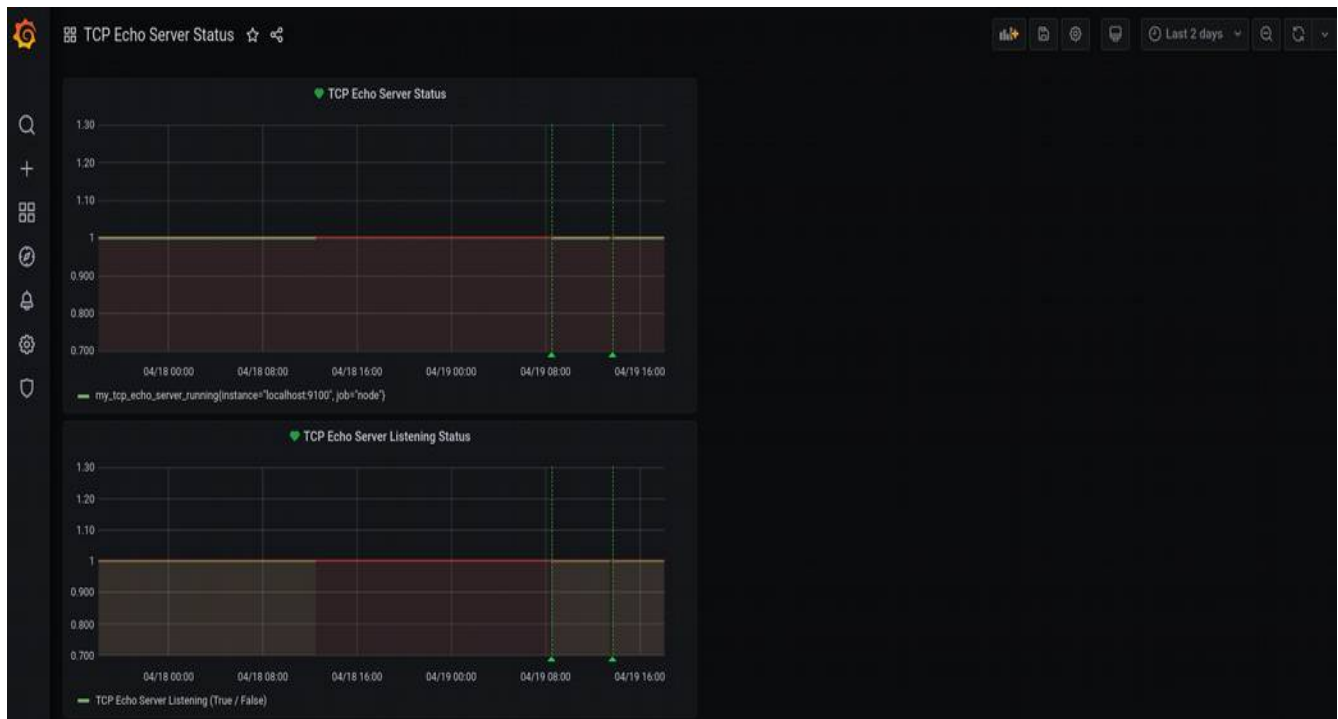 TCP Echo Server Status
Last 2 days
TCP Echo Server Status
1.30
1.20
1.10
1
0.900
0.800
0.700
04/18 00:00 04/18 08:00 04/18 16:00 04/19 00:00 04/19 08:00 04/19 16:00
my_tcp_echo_server_running{instance="localhost:9100", job="node"}
TCP Echo Server Listening Status
1.30
1.20
1.10
1
0.900
0.800
0.700
04/18 00:00 04/18 08:00 04/18 16:00 04/19 00:00 04/19 08:00 04/19 16:00
TCP Echo Server Listening (True / False)